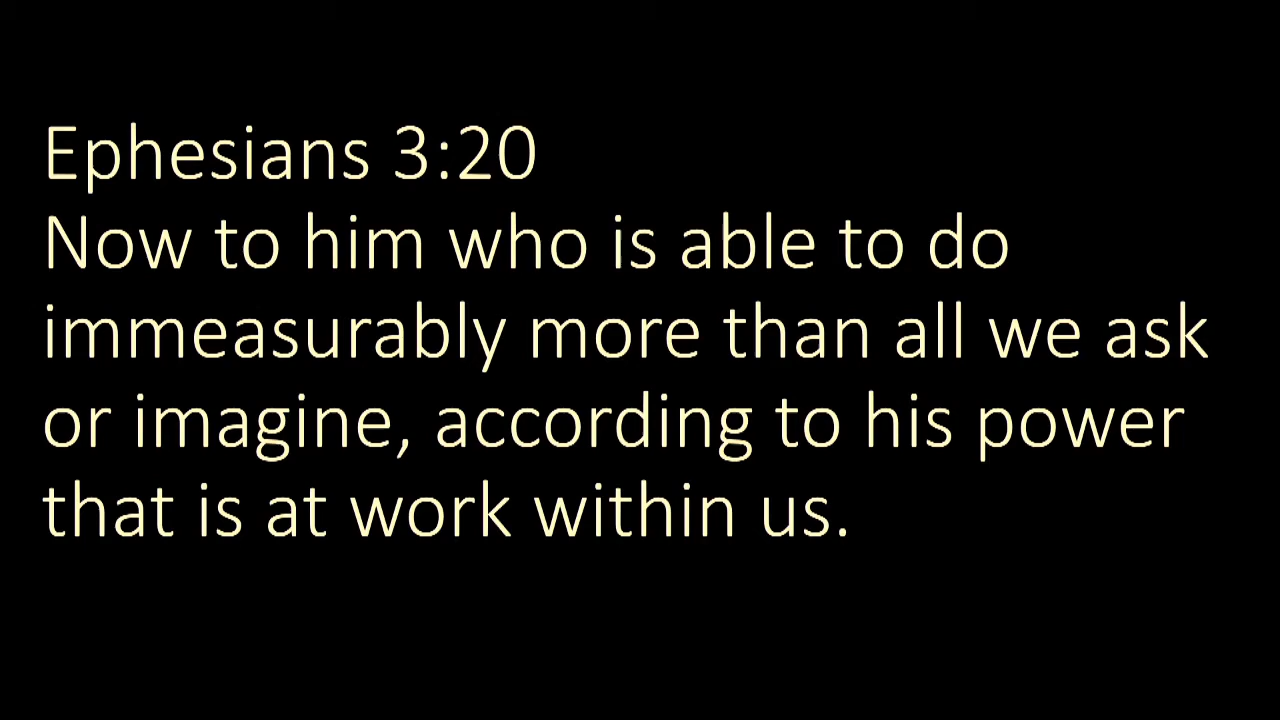 Ephesians 3:20
Now to him who is able to do
immeasurably more than all we ask
or imagine, according to his power
that is at work within us.